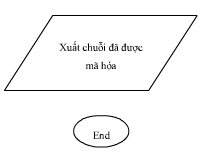 Xuất chuỗi đã được
mã hóa
End